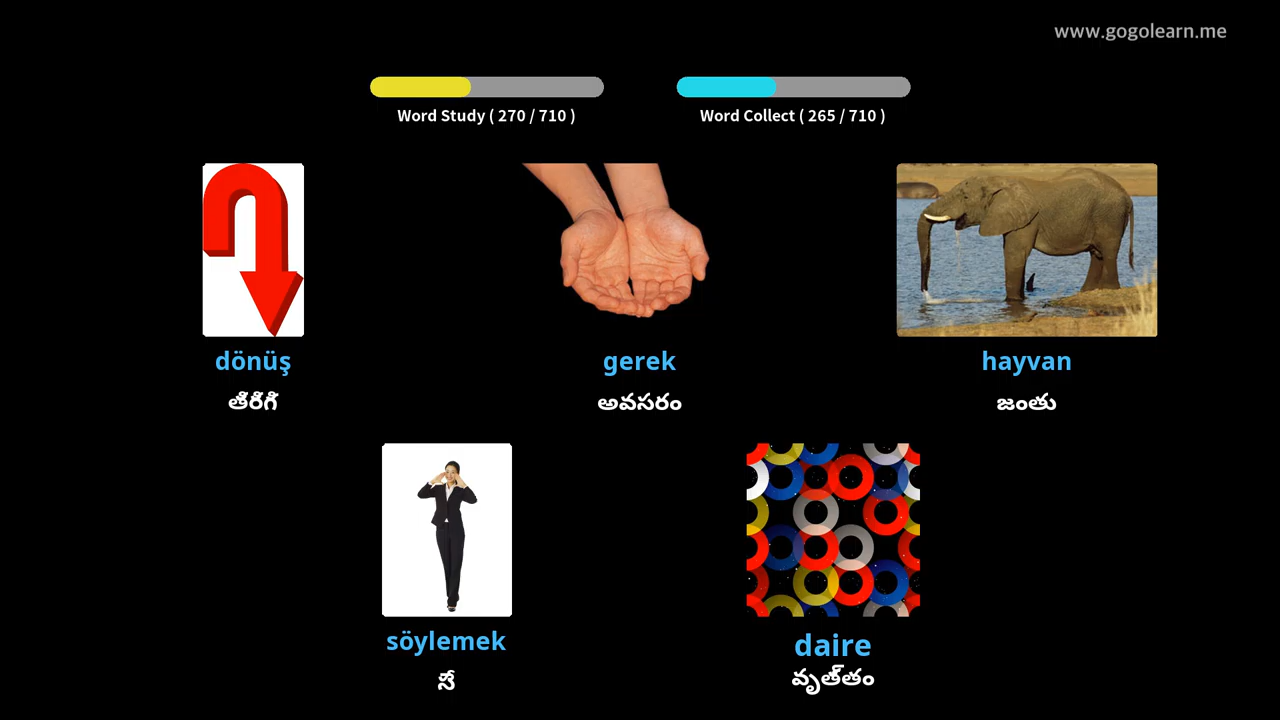 www.gogolearn.me
Word Study ( 270 / 710 )
Word Collect ( 265 / 710 )
dönüş
gerek
hayvan
తిరిగి
అవసరం
జంతు
söylemek
daire
సే
వృత్తం